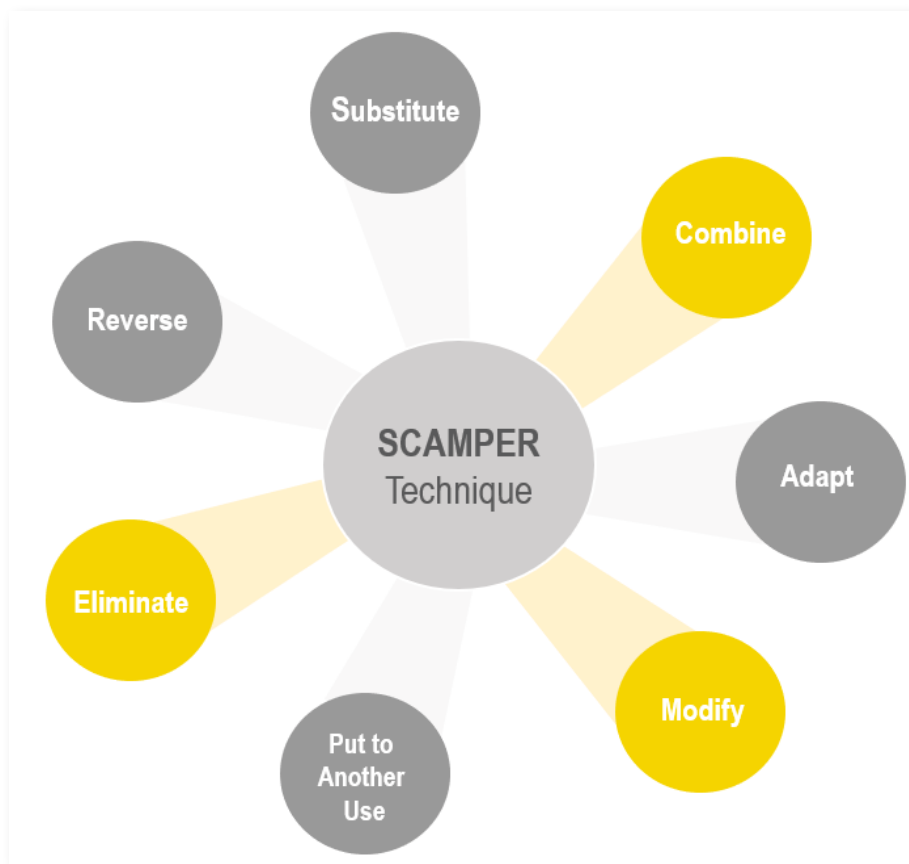 SCAMPER
Technique
Substitute
Combine
Adapt
Modify
Put to
Another
Use
Eliminate
Reverse